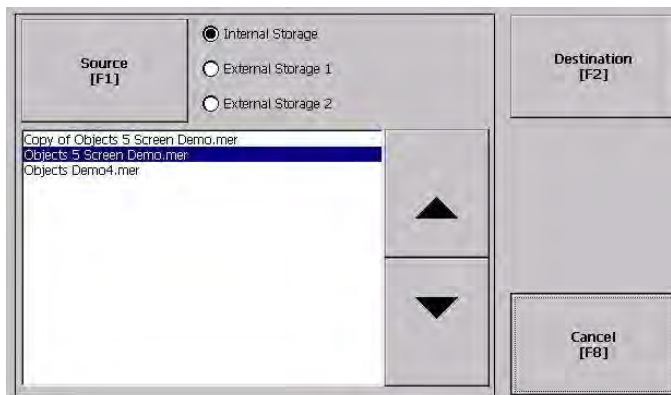 Source
[F1]
Internal Storage
External Storage 1
External Storage 2
Destination
[F2]
Copy of Objects 5 Screen Demo.mer
Objects 5 Screen Demo.mer
Objects Demo4.mer
Cancel
[F8]